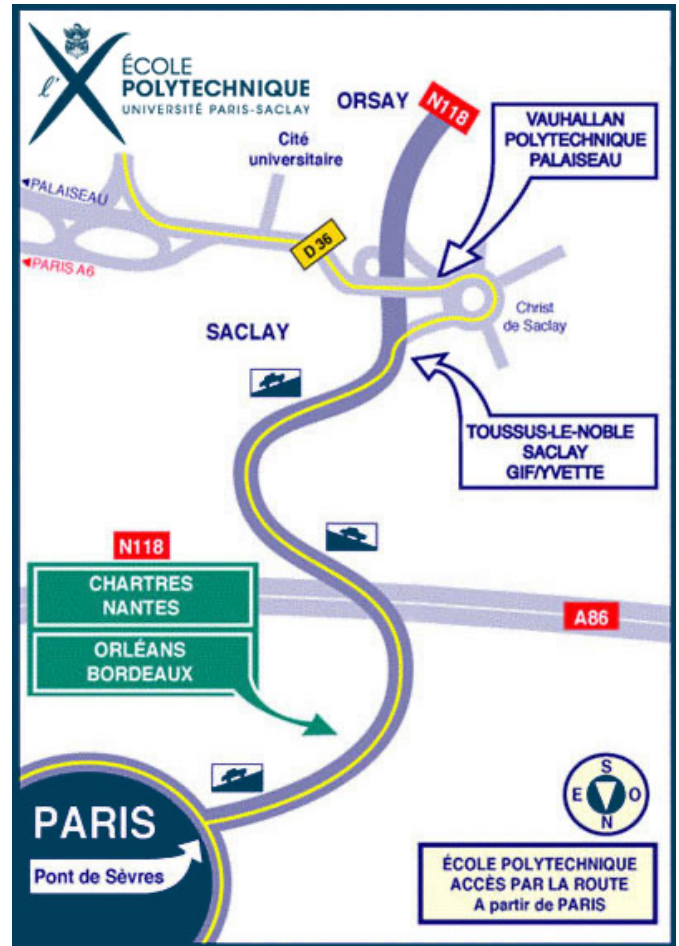 l'X
ÉCOLE
POLYTECHNIQUE
UNIVERSITÉ PARIS-SACLAY
ORSAY
N118
VAUHALLAN
POLYTECHNIQUE
PALAISEAU
Cité
universitaire
PALAISEAU
D 36
PARIS A6
Christ
de Saclay
SACLAY
TOUSSUS-LE-NOBLE
SACLAY
GIF/YVETTE
N118
CHARTRES
NANTES
A86
ORLÉANS
BORDEAUX
S
E O
N
PARIS
Pont de Sèvres
ÉCOLE POLYTECHNIQUE
ACCÈS PAR LA ROUTE
A partir de PARIS